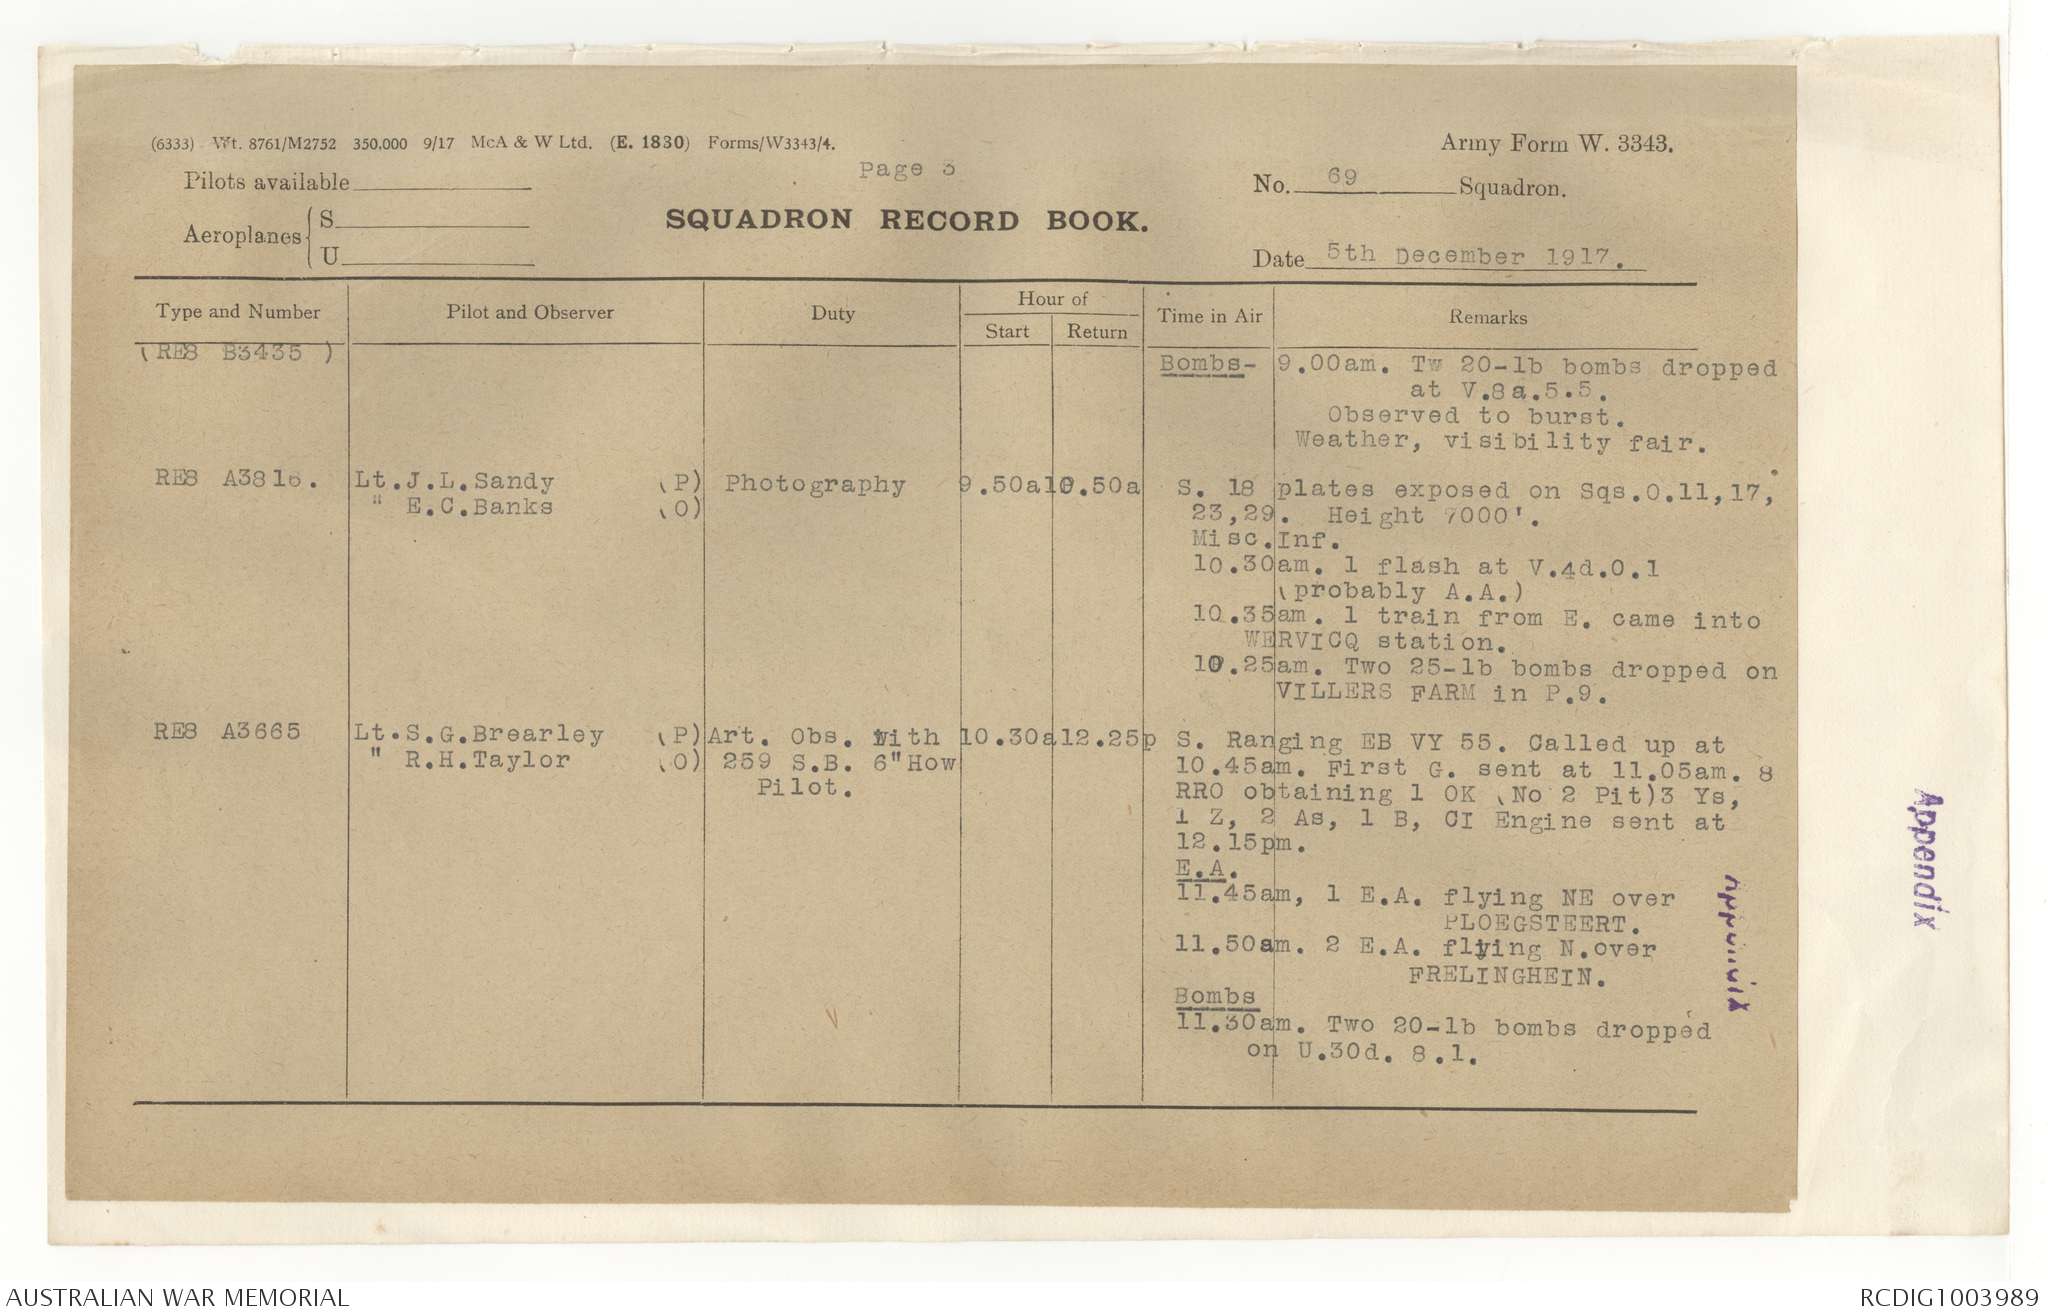 (6333) Wt. 8761/M2752 350,000 9/17 McA & W Ltd. (E. 1830) Forms/W3343/4.
Army Form W. 3343.
Page 3
Pilots available
No. 69 Squadron.
Aeroplanes { S
U
SQUADRON RECORD BOOK.
Date 5th December 1917.
Type and Number
Pilot and Observer
Duty
Hour of
Start
Return
Time in Air
Remarks
(RE8 B3435 )
Bombs- 9.00am. Tw 20-lb bombs dropped
at V.8a.5.5.
Observed to burst.
Weather, visibility fair.
RE8 A3816. Lt.J.L.Sandy (P) Photography 9.50a 10.50a S. 18 plates exposed on Sqs.O.11,17,
" E.C.Banks (O) 23,29. Height 7000'.
Misc.Inf.
10.30am. 1 flash at V.4d.0.1
(probably A.A.)
10.35am. 1 train from E. came into
WERVICQ station.
10.25am. Two 25-lb bombs dropped on
VILLERS FARM in P.9.
RE8 A3665 Lt.S.G.Brearley (P) Art. Obs. with 10.30a 12.25p S. Ranging EB VY 55. Called up at
" R.H.Taylor (O) 259 S.B. 6"How 10.45am. First G. sent at 11.05am. 8
Pilot. RRO obtaining 1 OK (No 2 Pit)3 Ys,
1 Z, 2 As, 1 B, CI Engine sent at
12.15pm.
E.A.
11.45am, 1 E.A. flying NE over
PLOEGSTEERT.
11.50am. 2 E.A. flying N.over
FRELINGHEIN.
Bombs
11.30am. Two 20-lb bombs dropped
on U.30d. 8.1.
Appendix
Appendix
AUSTRALIAN WAR MEMORIAL
RCDIG1003989